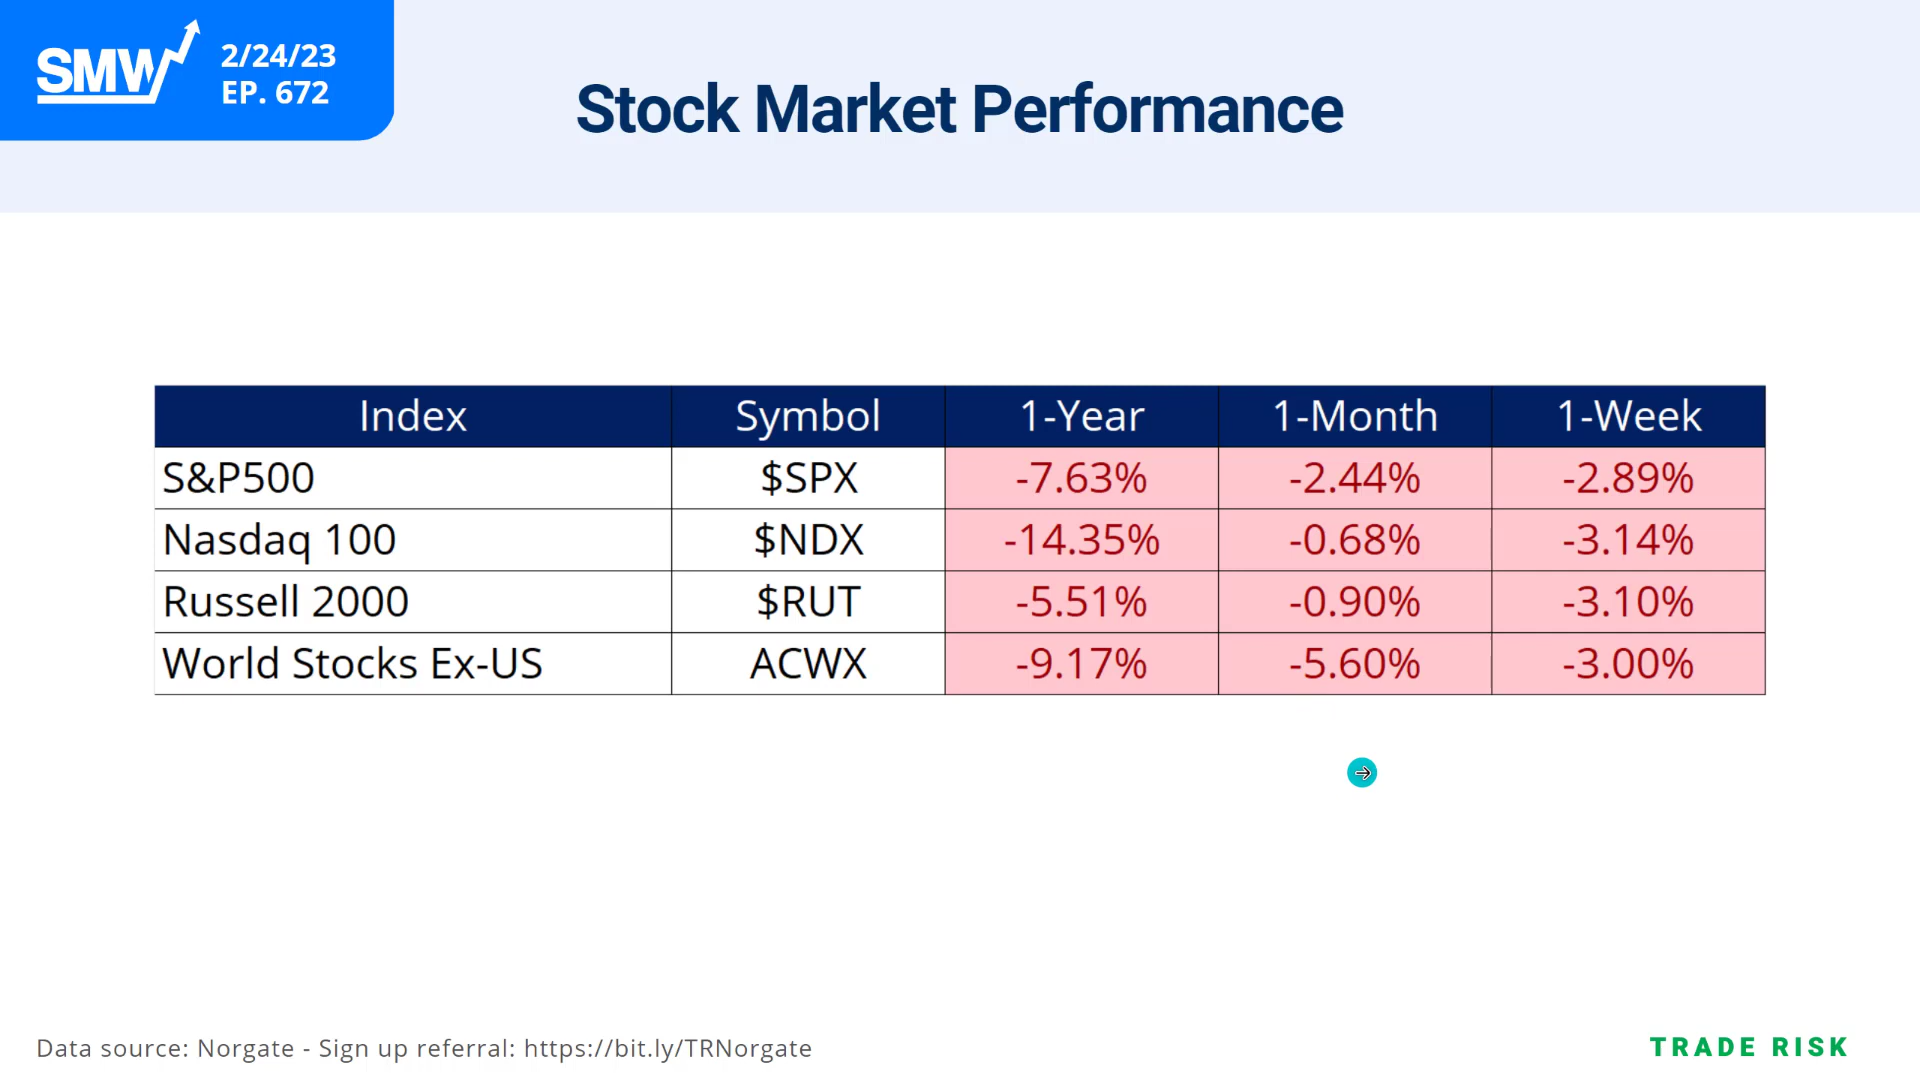 SMW
2/24/23
EP. 672
Stock Market Performance
Index Symbol 1-Year 1-Month 1-Week
S&P500 $SPX -7.63% -2.44% -2.89%
Nasdaq 100 $NDX -14.35% -0.68% -3.14%
Russell 2000 $RUT -5.51% -0.90% -3.10%
World Stocks Ex-US ACWX -9.17% -5.60% -3.00%
Data source: Norgate - Sign up referral: https://bit.ly/TRNorgate
TRADE RISK